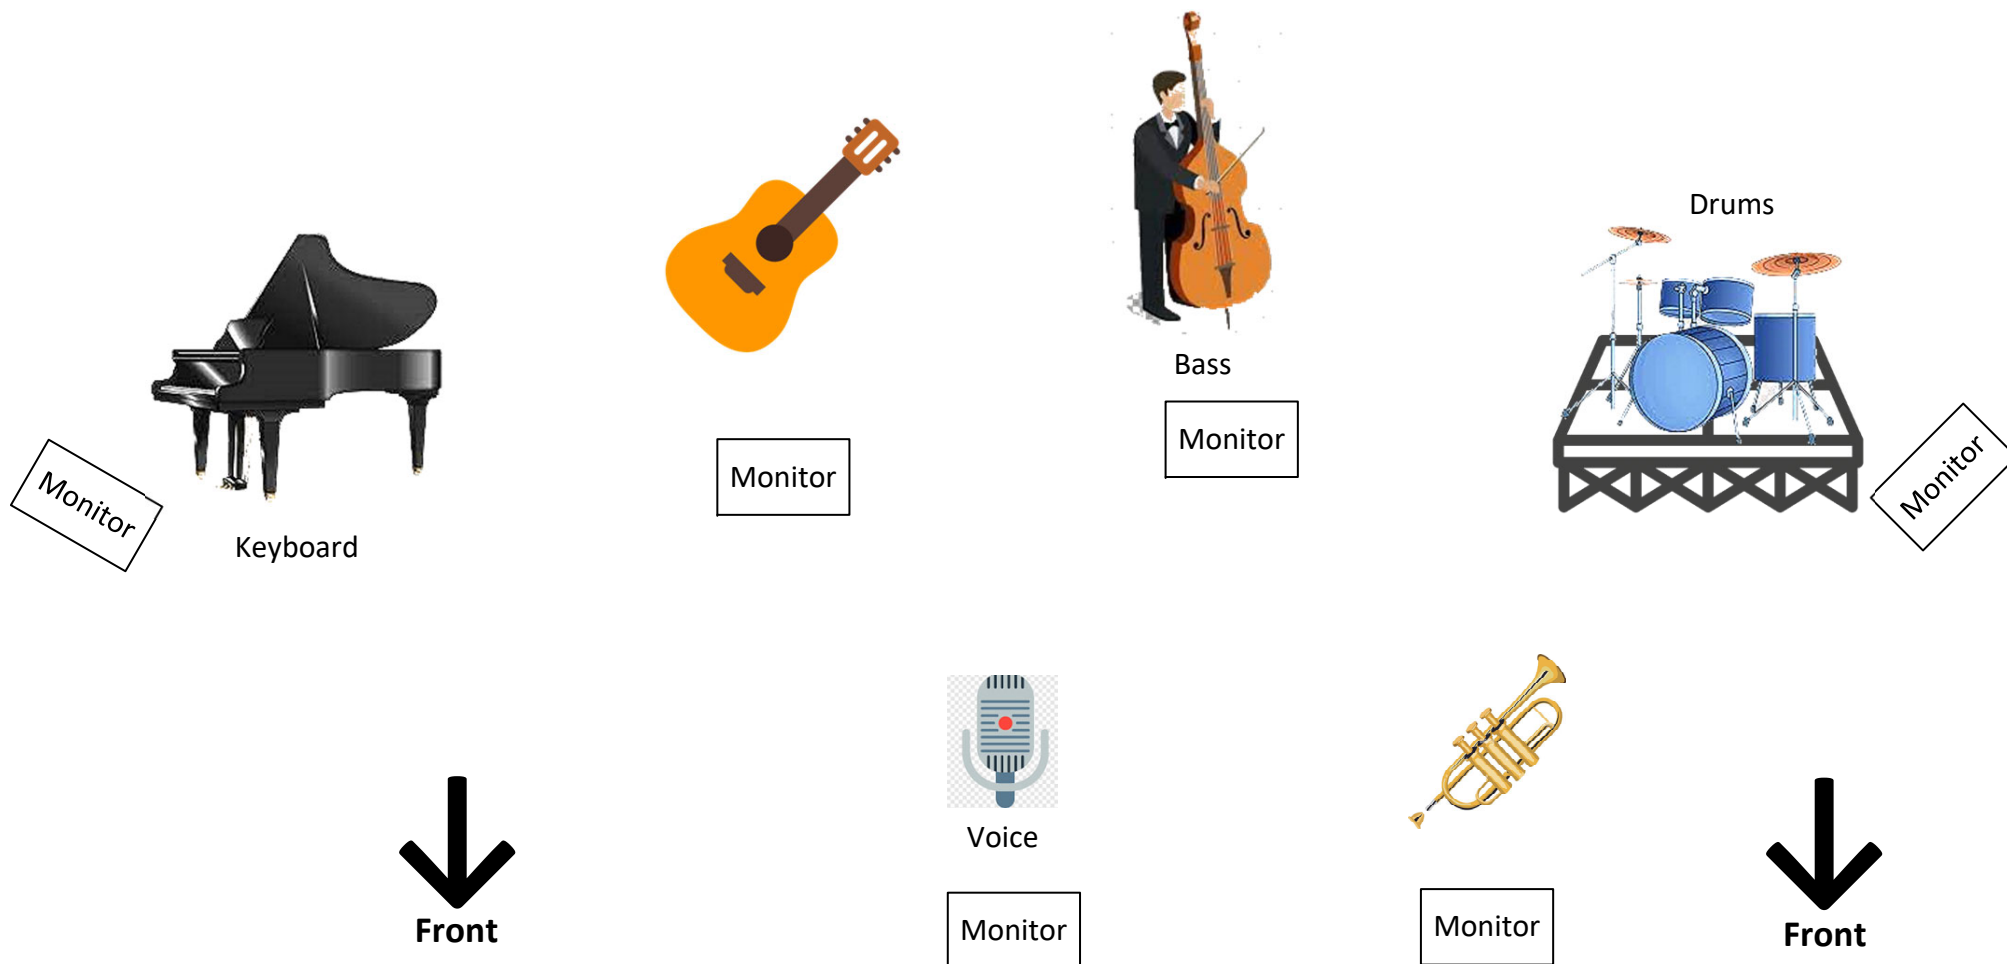 Drums
Bass
Monitor
Monitor
Monitor
Monitor
Keyboard
Voice
Monitor
Monitor
Front
Front